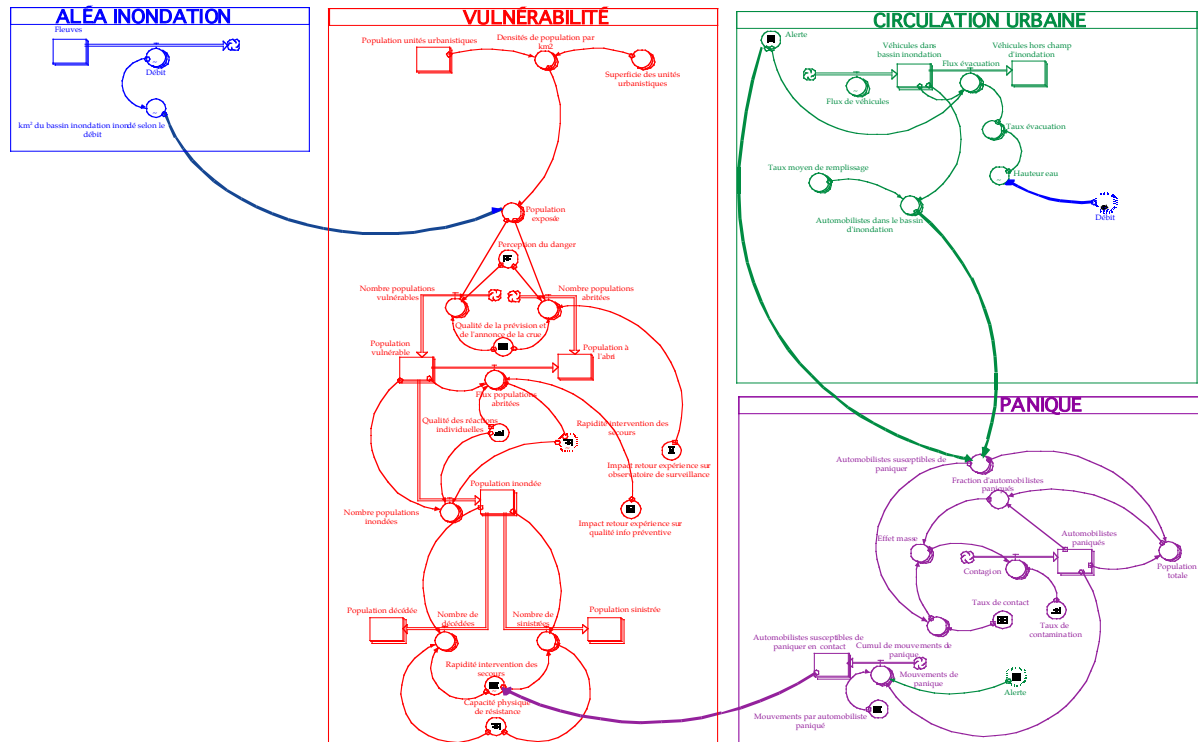 ALÉA INONDATION
Fleuves
Débit
km² du bassin inondation inordé selon le
débit
VULNÉRABILITÉ
Population unités urbanistiques
Densités de population par
km2
Superficie des unités
urbanistiques
Population
exposée
Perception du danger
Nombre populations
vulnérables
Nombre populations
abritées
Qualité de la prévision et
de l'annonce de la crue
Population
vulnérable
Population à
l'abri
Flux populations
abritées
Qualité des réactions
individuelles
Rapidité intervention des
secours
Impact retour expérience sur
observatoire de surveillance
Population inondée
Nombre populations
inondées
Impact retour expérience sur
qualité info préventive
Population décédée
Nombre de
décédées
Nombre de
sinistrées
Population sinistrée
Rapidité intervention des
secours
Capacité physique
de résistance
CIRCULATION URBAINE
Alerte
Véhicules dans
bassin inondation
Véhicules hors champ
d'inondation
Flux évacuation
Flux de véhicules
Taux évacuation
Taux moyen de remplissage
Hauteur eau
Débit
Automobilistes dans le bassin
d'inondation
PANIQUE
Automobilistes susceptibles de
paniquer
Fraction d'automobilistes
paniqués
Effet masse
Automobilistes
paniqués
Contagion
Population
totale
Taux de contact
Taux de
contamination
Automobilistes susceptibles de
paniquer en contact
Cumul de mouvements de
panique
Mouvements de
panique
Alerte
Mouvements par automobiliste
paniqué